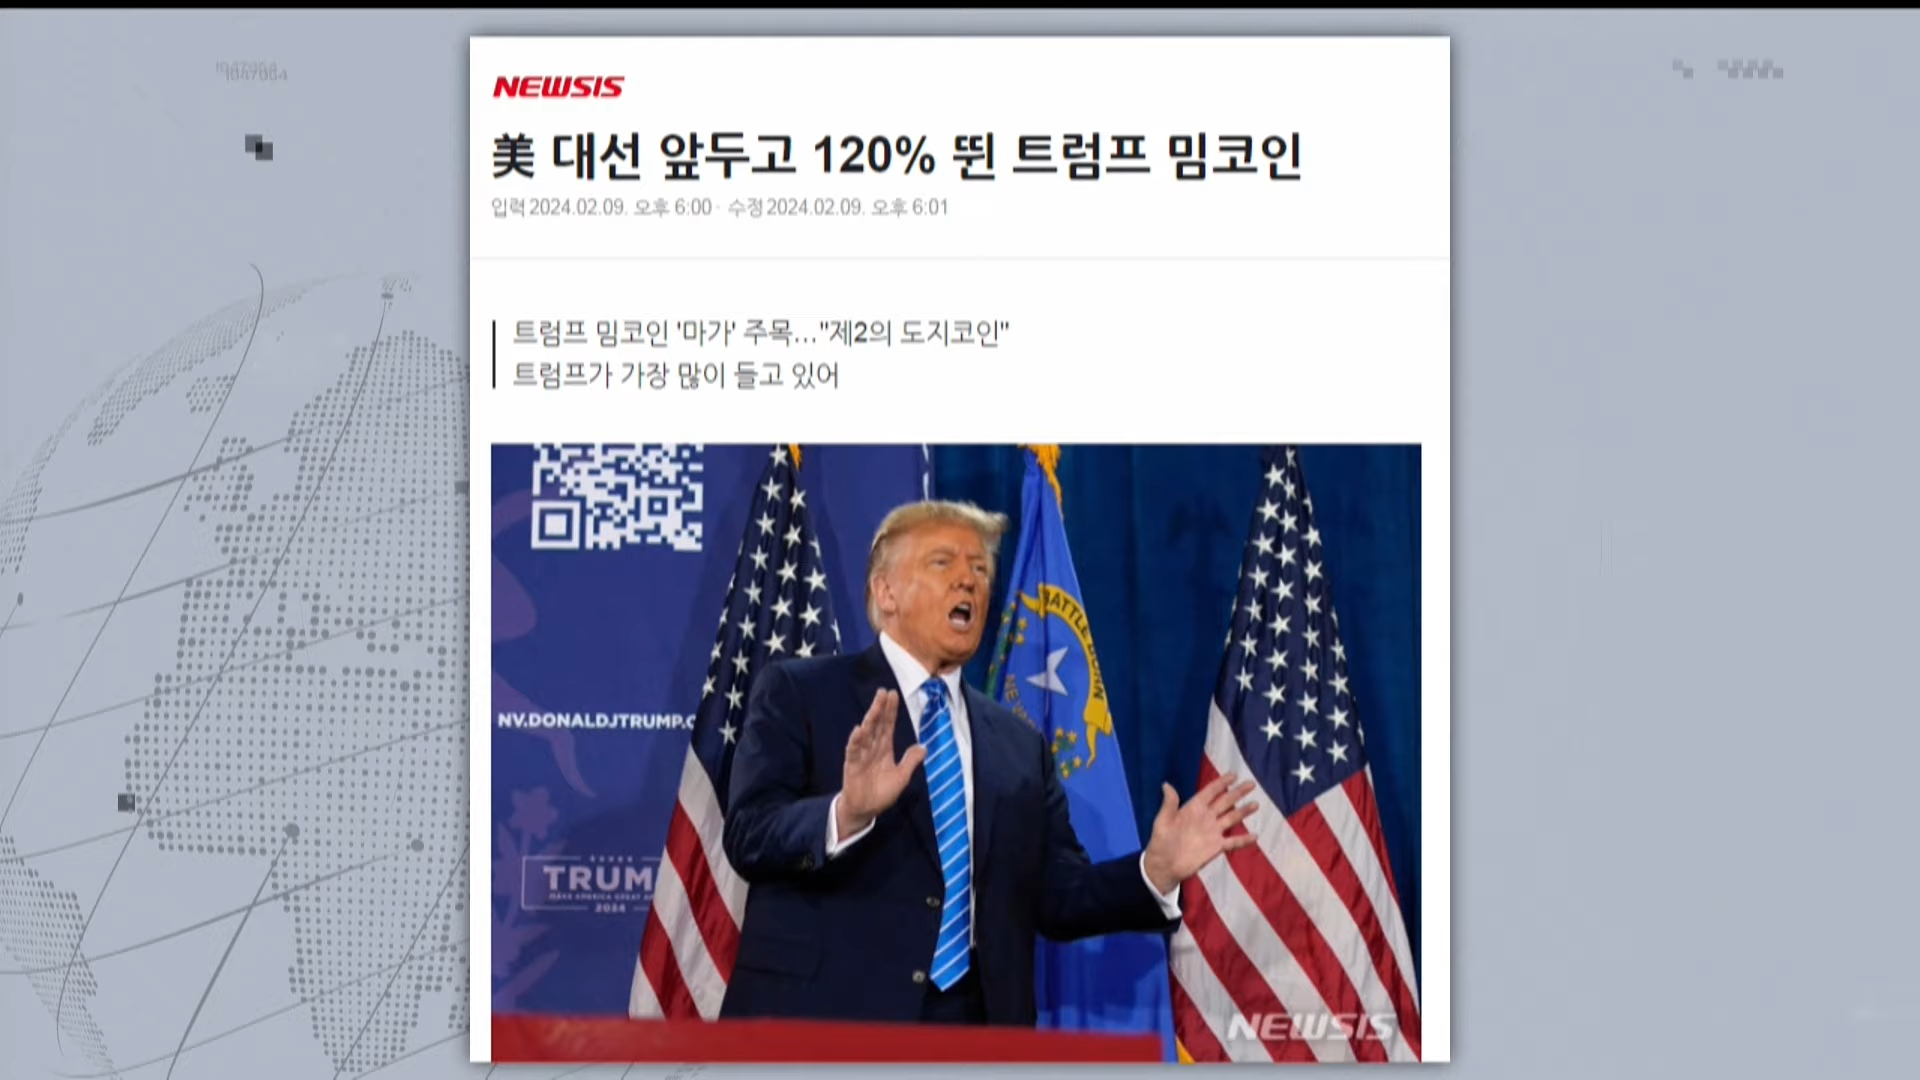 1047954
1047954
NEWSIS
美 대선 앞두고 120% 뛴 트럼프 밈코인
입력 2024.02.09. 오후 6:00 · 수정 2024.02.09. 오후 6:01
트럼프 밈코인 '마가' 주목..."제2의 도지코인"
트럼프가 가장 많이 들고 있어
BATTLE BORN
NV.DONALDJTRUMP.C
TRUM
2024
NEWSIS